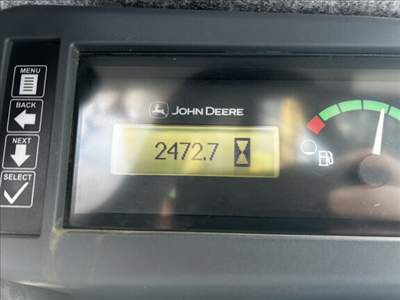 MENU
BACK
NEXT
SELECT
JOHN DEERE
2472.7